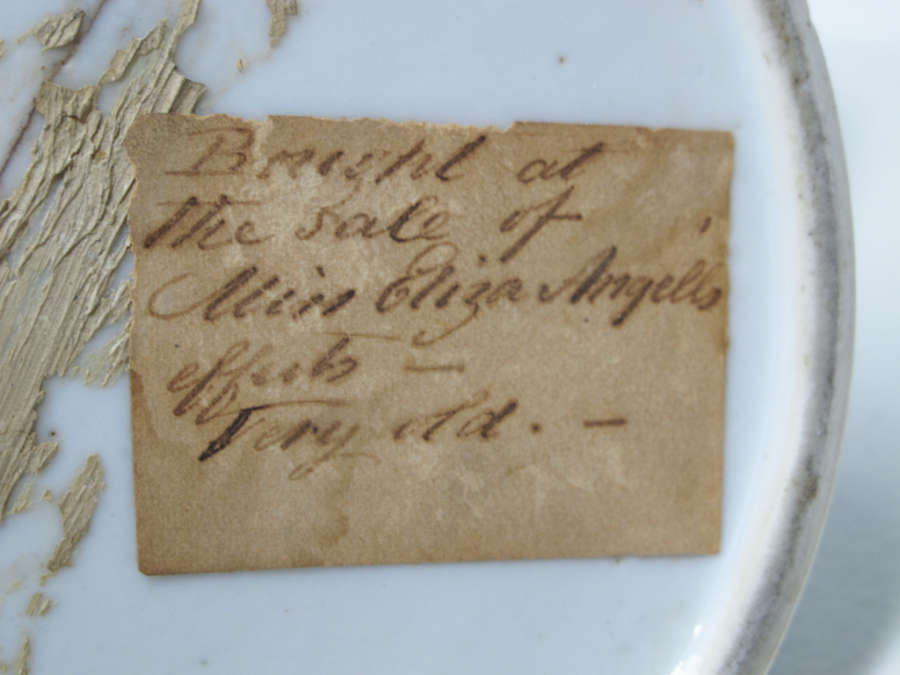 Bought at
the sale of
Miss Eliza Angell's
effects —
Very old. —